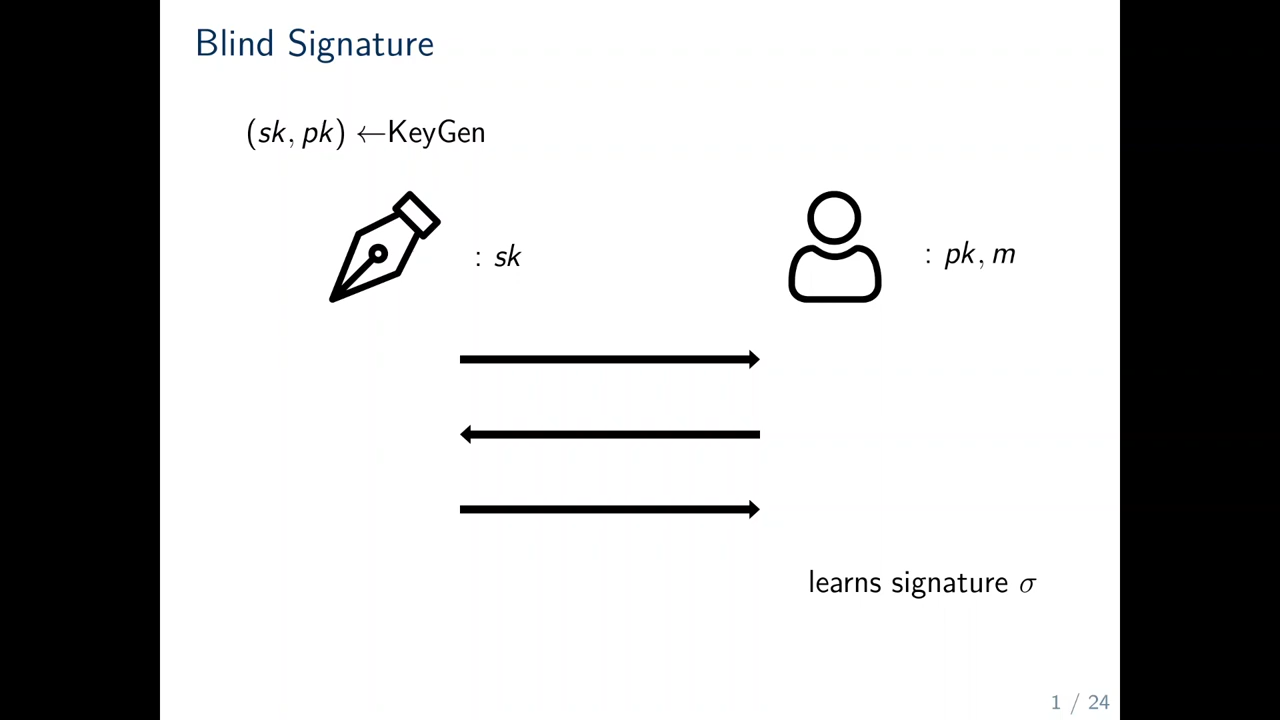 Blind Signature
(sk, pk) ←KeyGen
: sk
: pk, m
learns signature σ
1 / 24